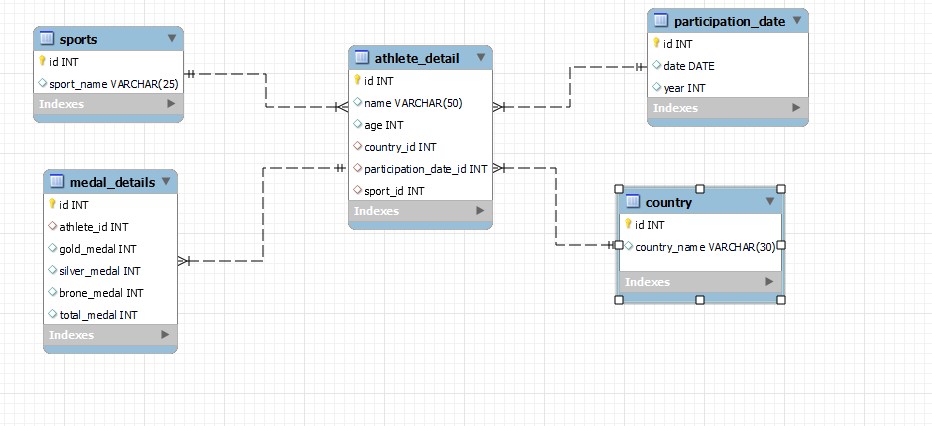 sports
id INT
sport_name VARCHAR(25)
Indexes
medal_details
id INT
athlete_id INT
gold_medal INT
silver_medal INT
brone_medal INT
total_medal INT
Indexes
athlete_detail
id INT
name VARCHAR(50)
age INT
country_id INT
participation_date_id INT
sport_id INT
Indexes
participation_date
id INT
date DATE
year INT
Indexes
country
id INT
country_name VARCHAR(30)
Indexes